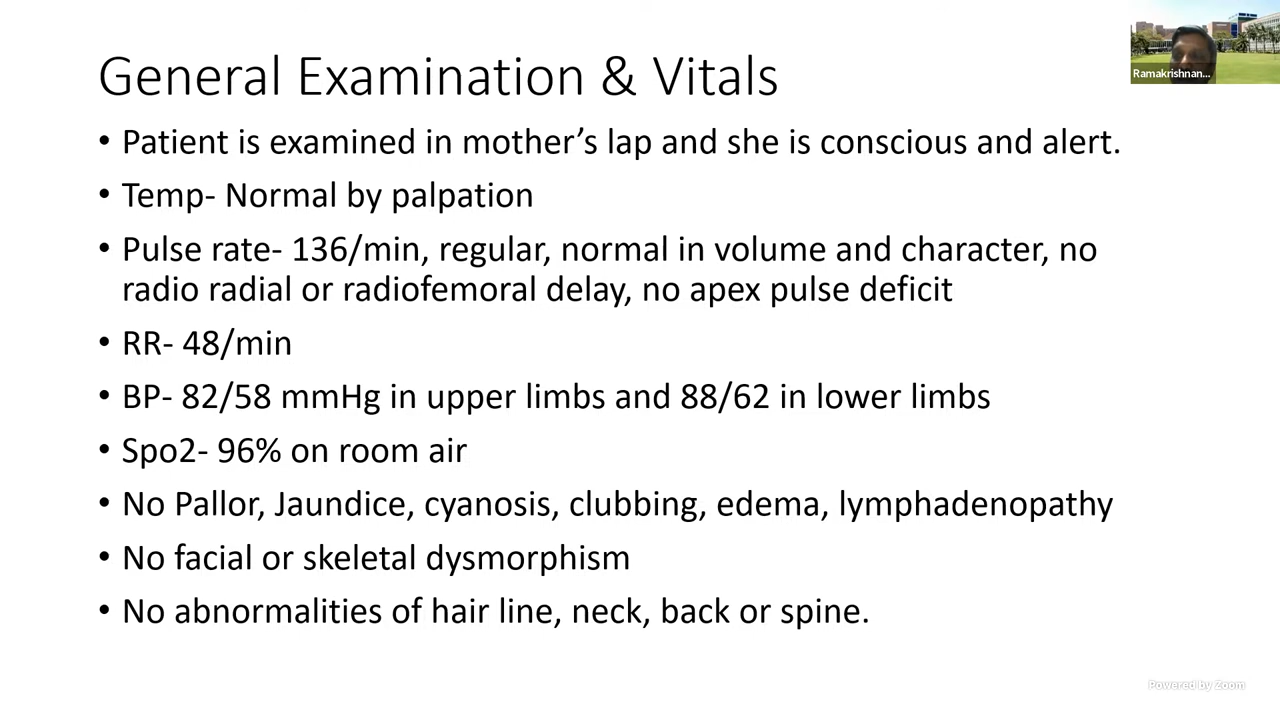 General Examination & Vitals
• Patient is examined in mother’s lap and she is conscious and alert.
• Temp- Normal by palpation
• Pulse rate- 136/min, regular, normal in volume and character, no
radio radial or radiofemoral delay, no apex pulse deficit
• RR- 48/min
• BP- 82/58 mmHg in upper limbs and 88/62 in lower limbs
• Spo2- 96% on room air
• No Pallor, Jaundice, cyanosis, clubbing, edema, lymphadenopathy
• No facial or skeletal dysmorphism
• No abnormalities of hair line, neck, back or spine.
Ramakrishnan...
Powered by Zoom